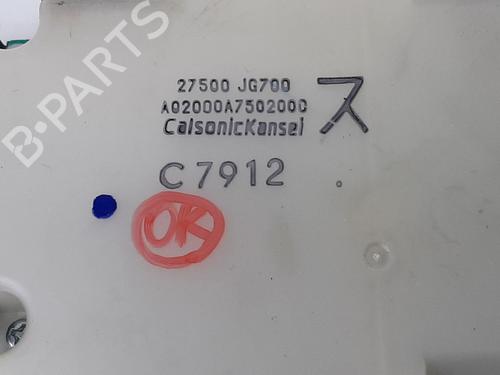 B-PARTS
27500 JG700
A02000A750200C
CalsonicKansei
ス
C7912
OK